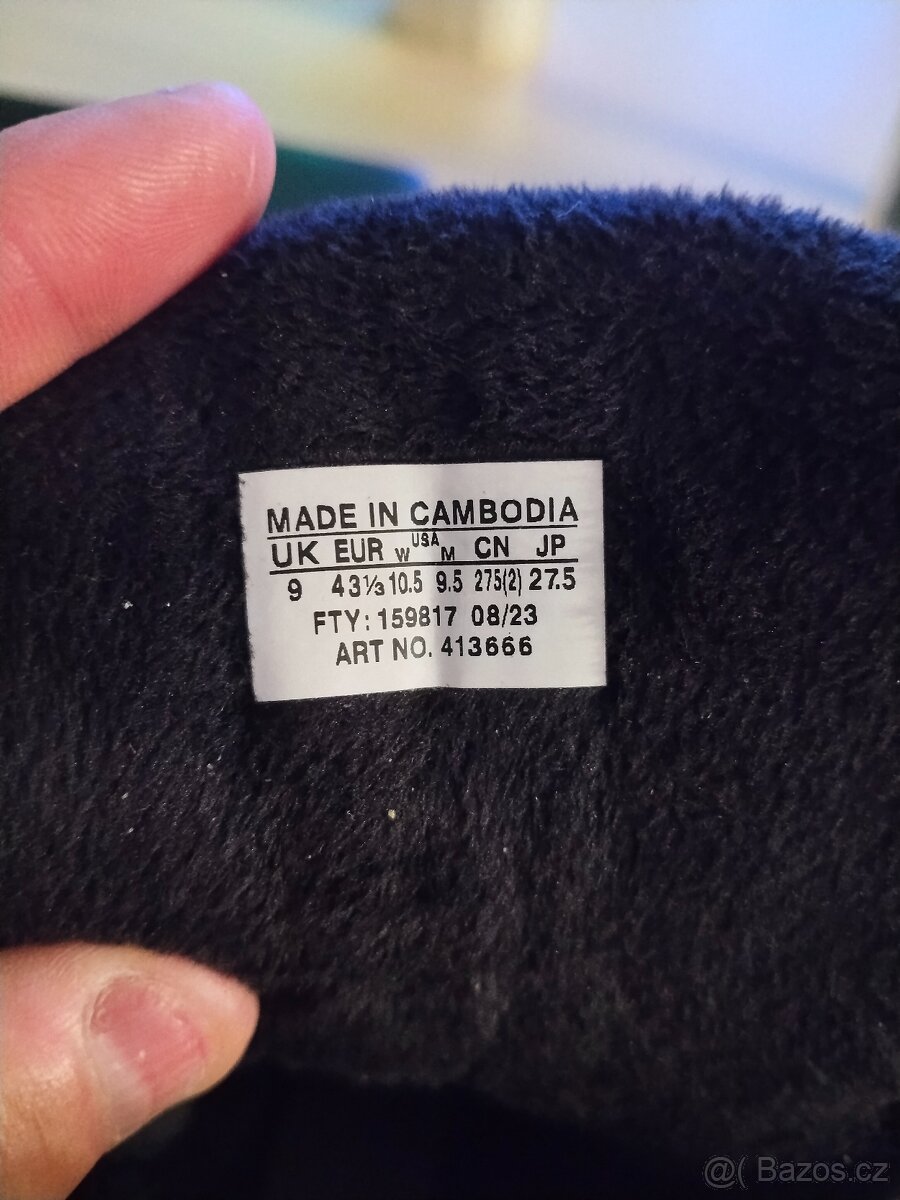 MADE IN CAMBODIA
UK EUR W USA M CN JP
9 43⅓ 10.5 9.5 275(2) 27.5
FTY: 159817 08/23
ART NO. 413666
@( Bazos.cz